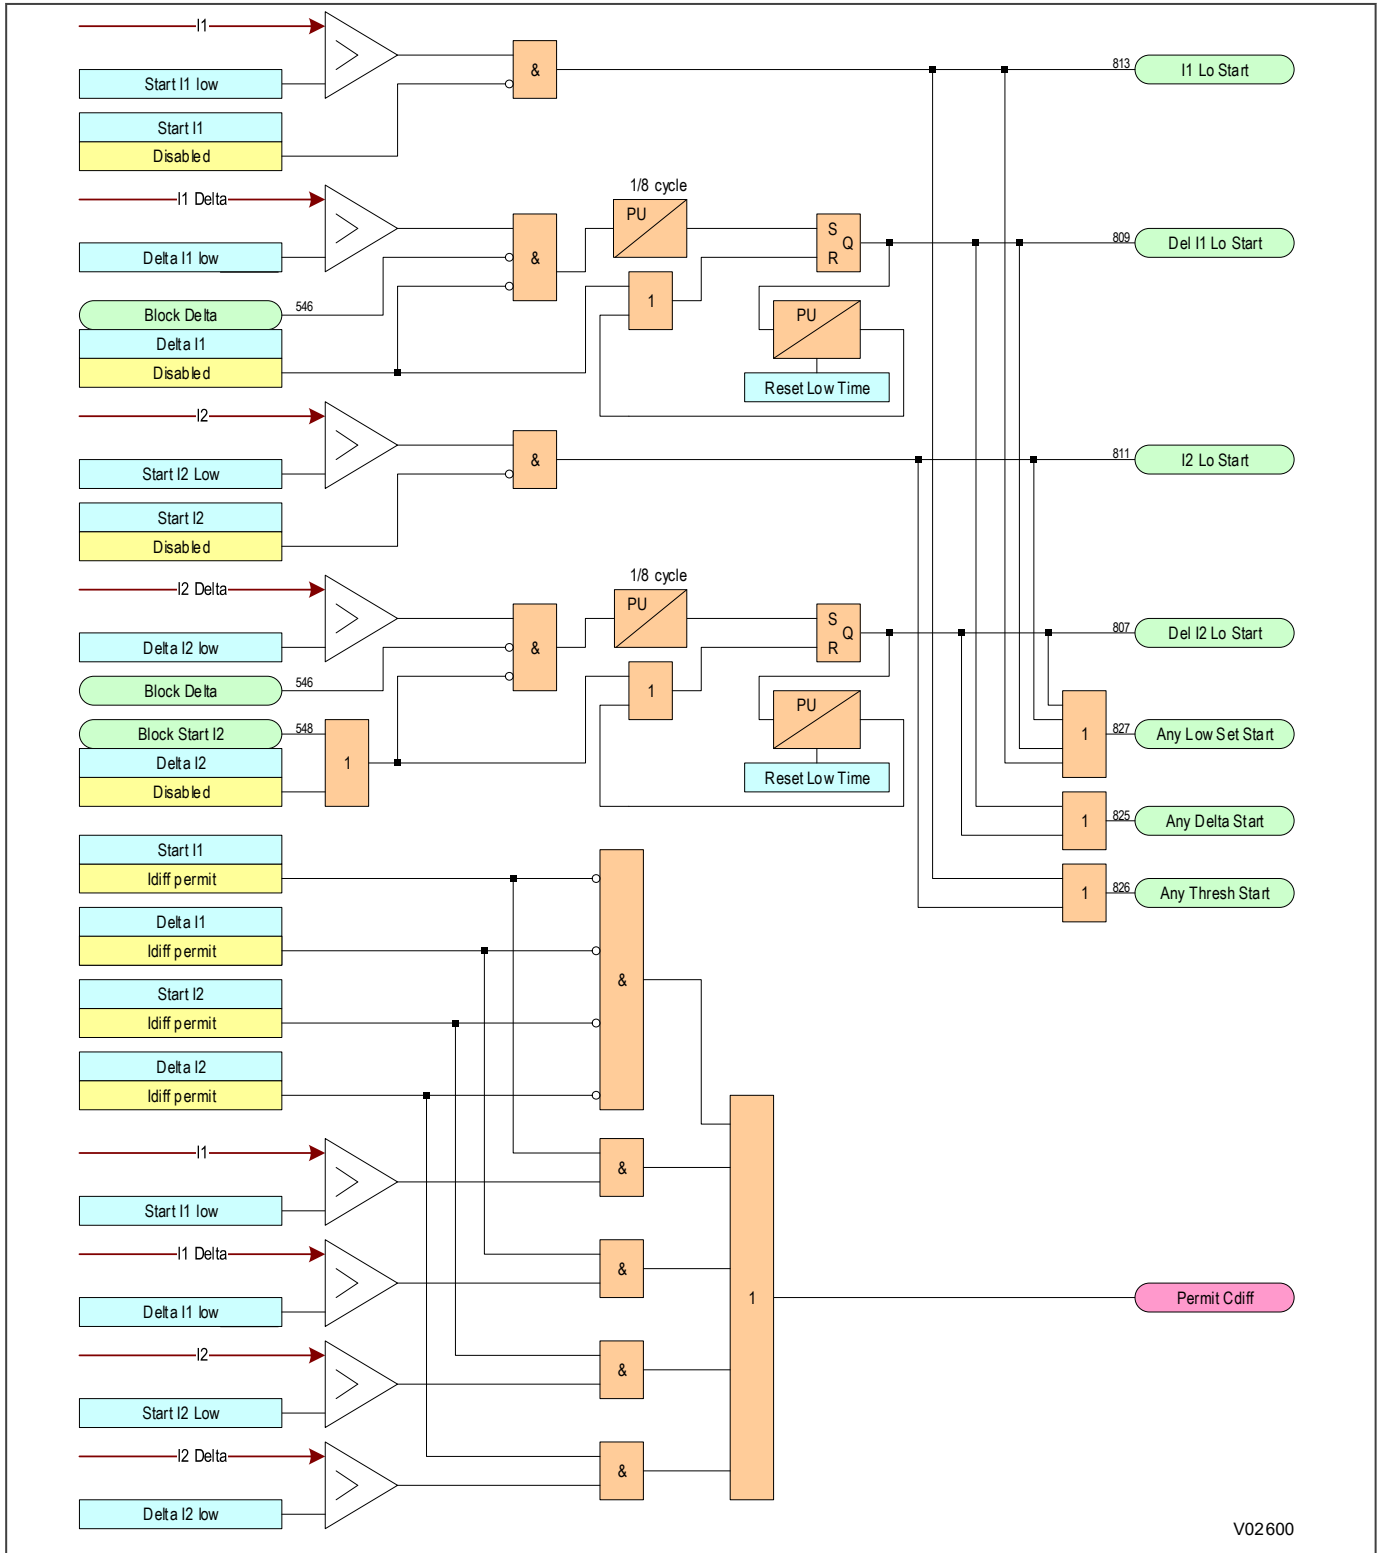 I1
Start I1 low
Start I1
Disabled
>
&
813
I1 Lo Start
I1 Delta
Delta I1 low
Block Delta
546
Delta I1
Disabled
>
&
1/8 cycle
PU
1
S
Q
R
PU
Reset Low Time
809
Del I1 Lo Start
I2
Start I2 Low
Start I2
Disabled
>
&
811
I2 Lo Start
I2 Delta
Delta I2 low
Block Delta
546
Block Start I2
548
Delta I2
Disabled
1
>
&
1/8 cycle
PU
1
S
Q
R
PU
Reset Low Time
807
Del I2 Lo Start
1
827
Any Low Set Start
1
825
Any Delta Start
1
826
Any Thresh Start
Start I1
Idiff permit
Delta I1
Idiff permit
Start I2
Idiff permit
Delta I2
Idiff permit
&
I1
Start I1 low
>
&
I1 Delta
Delta I1 low
>
&
I2
Start I2 Low
>
&
I2 Delta
Delta I2 low
>
&
1
Permit Cdiff
V02600